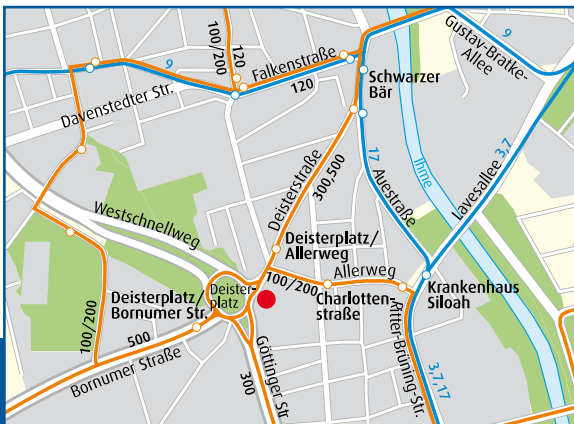 9
Gustav-Bratke-
Allee
100/200
120
9
Falkenstraße
120
Schwarzer
Bär
Davenstedter Str.
Deisterstraße
300,500
17
Auestraße
Ihme
Lavesallee 3,7
Westschnellweg
Deisterplatz/
Allerweg
Allerweg
100/200
Charlotten-
straße
Krankenhaus
Siloah
Deister-
platz
Deisterplatz/
Bornumer Str.
100/200
500
Bornumer Straße
Göttinger Str
300
Ritter-Brüning-Str.
3,7,17